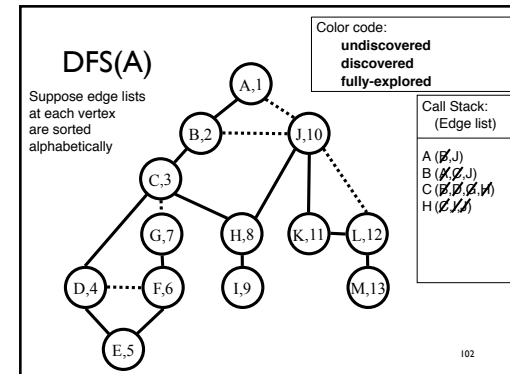 DFS(A)
Suppose edge lists
at each vertex
are sorted
alphabetically
Color code:
undiscovered
discovered
fully-explored
Call Stack:
(Edge list)
A (B,J)
B (A,C,J)
C (B,D,G,H)
H (C,I,J)
A,1
B,2
J,10
C,3
G,7
H,8
K,11
L,12
D,4
F,6
I,9
M,13
E,5
102